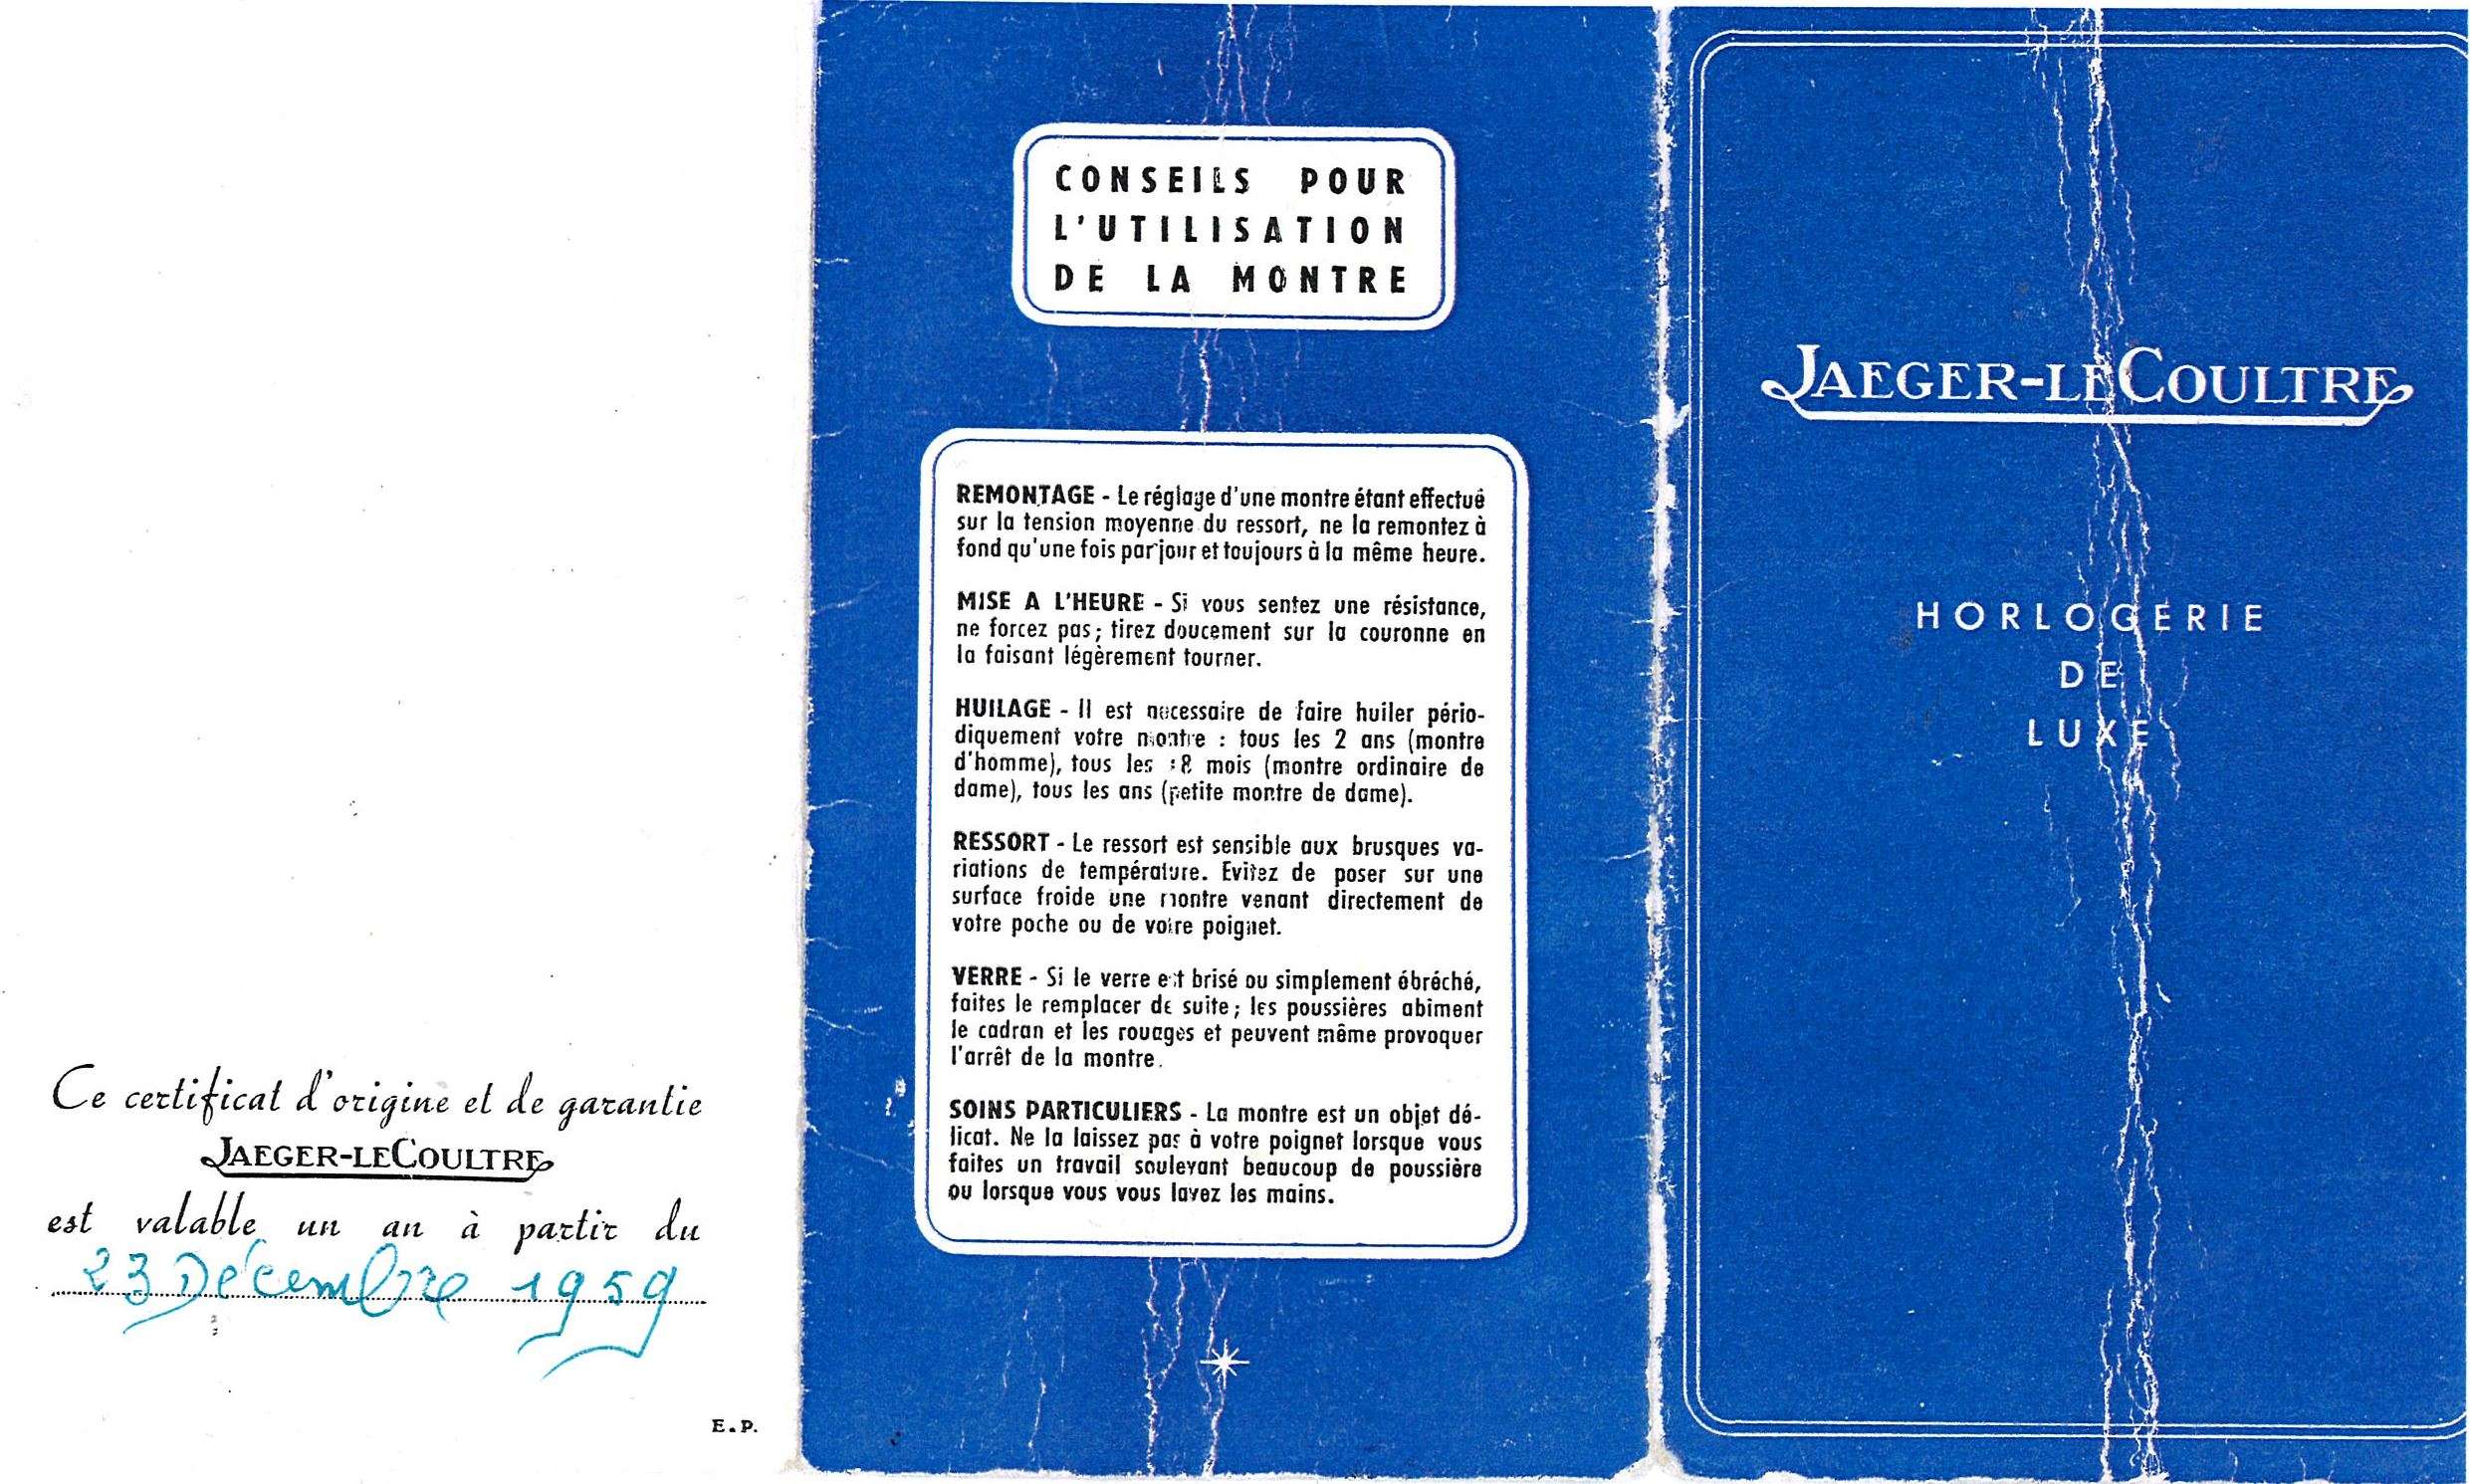 Ce certificat d'origine et de garantie
JAEGER-LECOULTRE
est valable un an à partir du
23 Décembre 1959
E.P.
CONSEILS POUR
L'UTILISATION
DE LA MONTRE
REMONTAGE - Le réglage d'une montre étant effectué
sur la tension moyenne du ressort, ne la remontez à
fond qu'une fois par jour et toujours à la même heure.
MISE A L'HEURE - Si vous sentez une résistance,
ne forcez pas ; tirez doucement sur la couronne en
la faisant légèrement tourner.
HUILAGE - Il est nécessaire de faire huiler pério-
diquement votre montre : tous les 2 ans (montre
d'homme), tous les 18 mois (montre ordinaire de
dame), tous les ans (petite montre de dame).
RESSORT - Le ressort est sensible aux brusques va-
riations de température. Evitez de poser sur une
surface froide une montre venant directement de
votre poche ou de votre poignet.
VERRE - Si le verre est brisé ou simplement ébréché,
faites le remplacer de suite ; les poussières abiment
le cadran et les rouages et peuvent même provoquer
l'arrêt de la montre.
SOINS PARTICULIERS - La montre est un objet dé-
licat. Ne la laissez pas à votre poignet lorsque vous
faites un travail soulevant beaucoup de poussière
ou lorsque vous vous lavez les mains.
JAEGER-LECOULTRE
HORLOGERIE
DE
LUXE